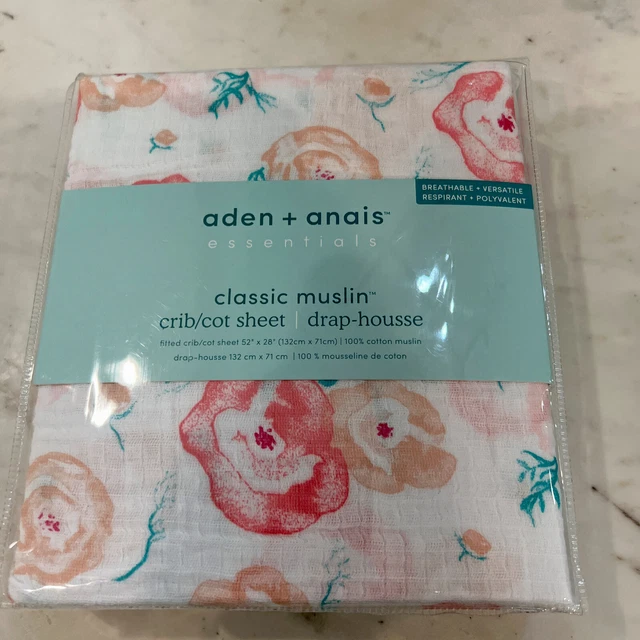 BREATHABLE • VERSATILE
RESPIRANT • POLYVALENT
aden + anais™
essentials
classic muslin™
crib/cot sheet | drap-housse
fitted crib/cot sheet 52" x 28" (132cm x 71cm) | 100% cotton muslin
drap-housse 132 cm x 71 cm | 100 % mousseline de coton